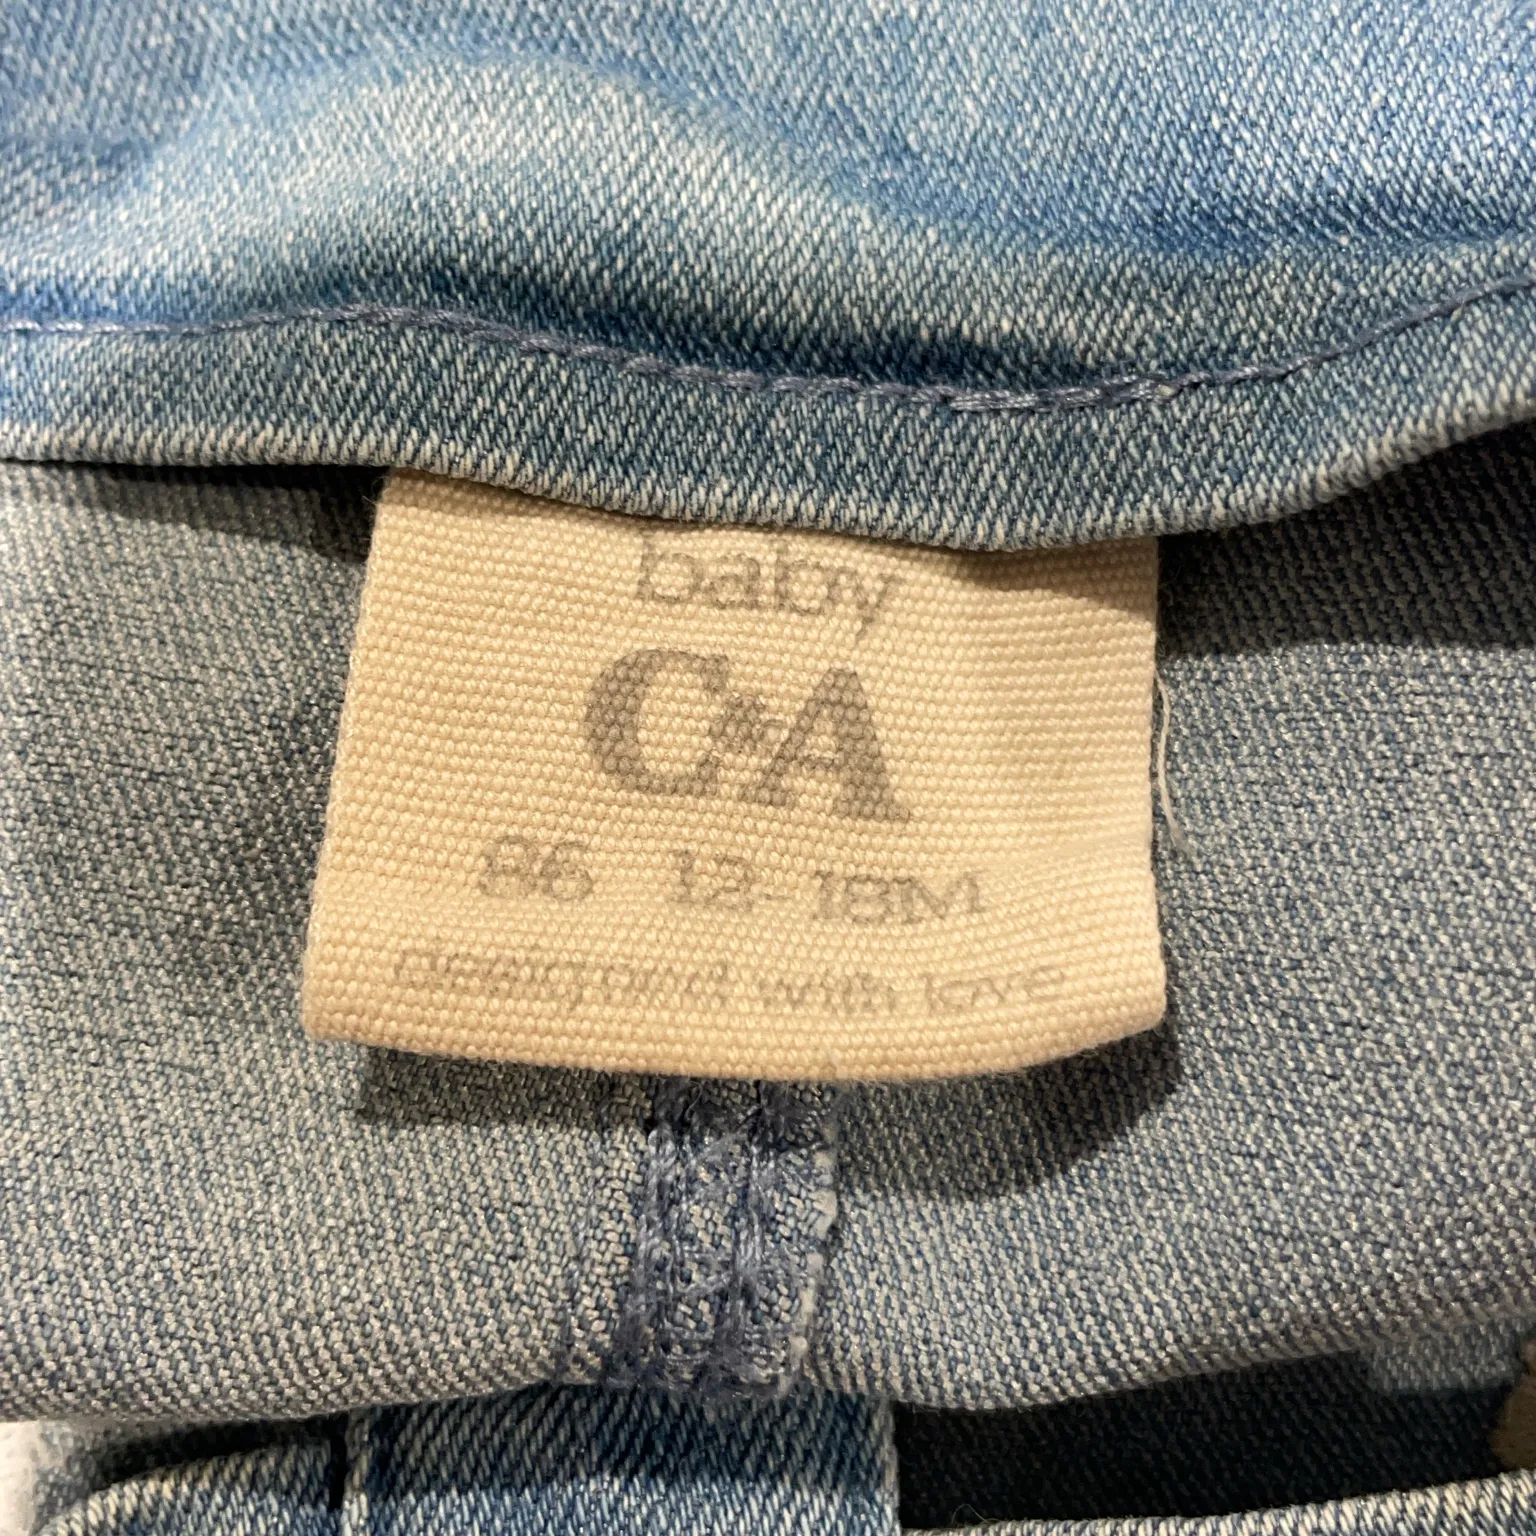 baby
C&A
86 12-18M
designed with love